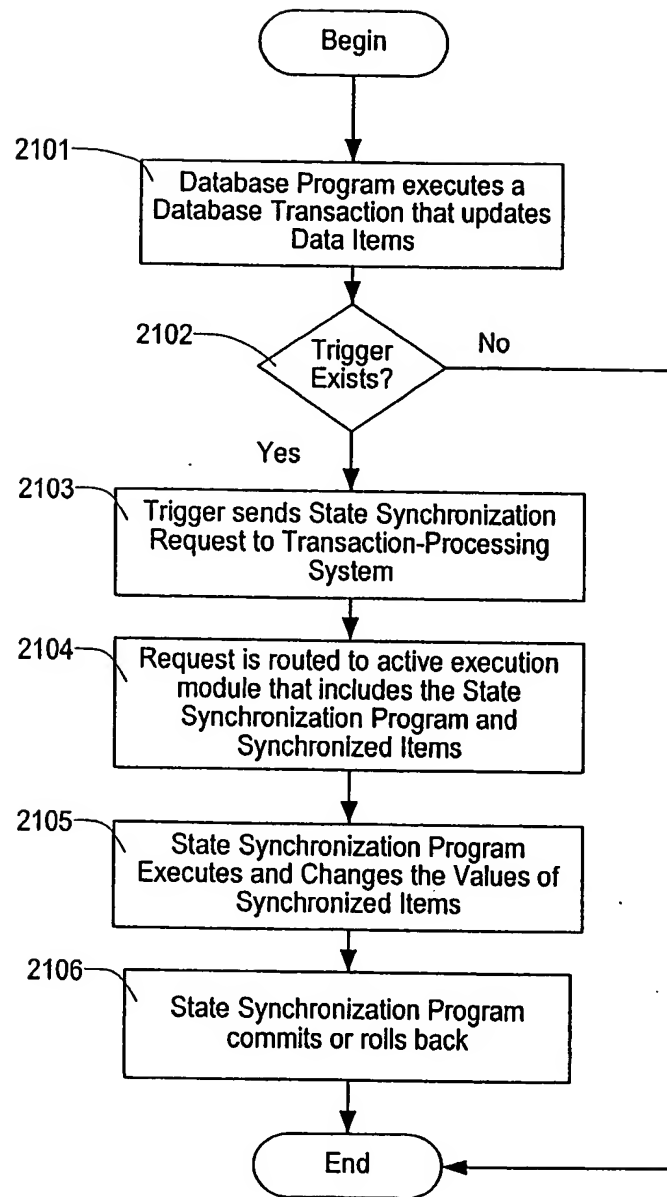 Begin
2101
Database Program executes a
Database Transaction that updates
Data Items
2102
Trigger
Exists?
No
Yes
2103
Trigger sends State Synchronization
Request to Transaction-Processing
System
2104
Request is routed to active execution
module that includes the State
Synchronization Program and
Synchronized Items
2105
State Synchronization Program
Executes and Changes the Values of
Synchronized Items
2106
State Synchronization Program
commits or rolls back
End